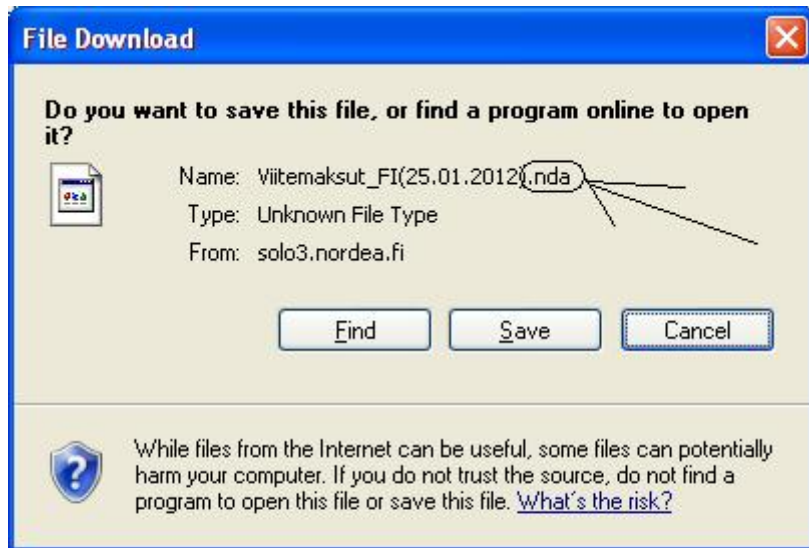 File Download
Do you want to save this file, or find a program online to open
it?
Name: Viitemaksut_FI(25.01.2012).nda
Type: Unknown File Type
From: solo3.nordea.fi
Find Save Cancel
While files from the Internet can be useful, some files can potentially
harm your computer. If you do not trust the source, do not find a
program to open this file or save this file. What's the risk?